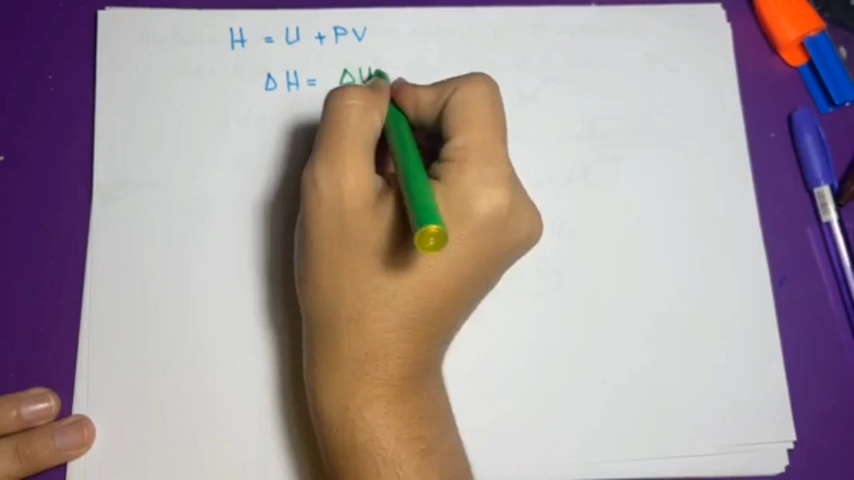 H = U + PV
ΔH = ΔU